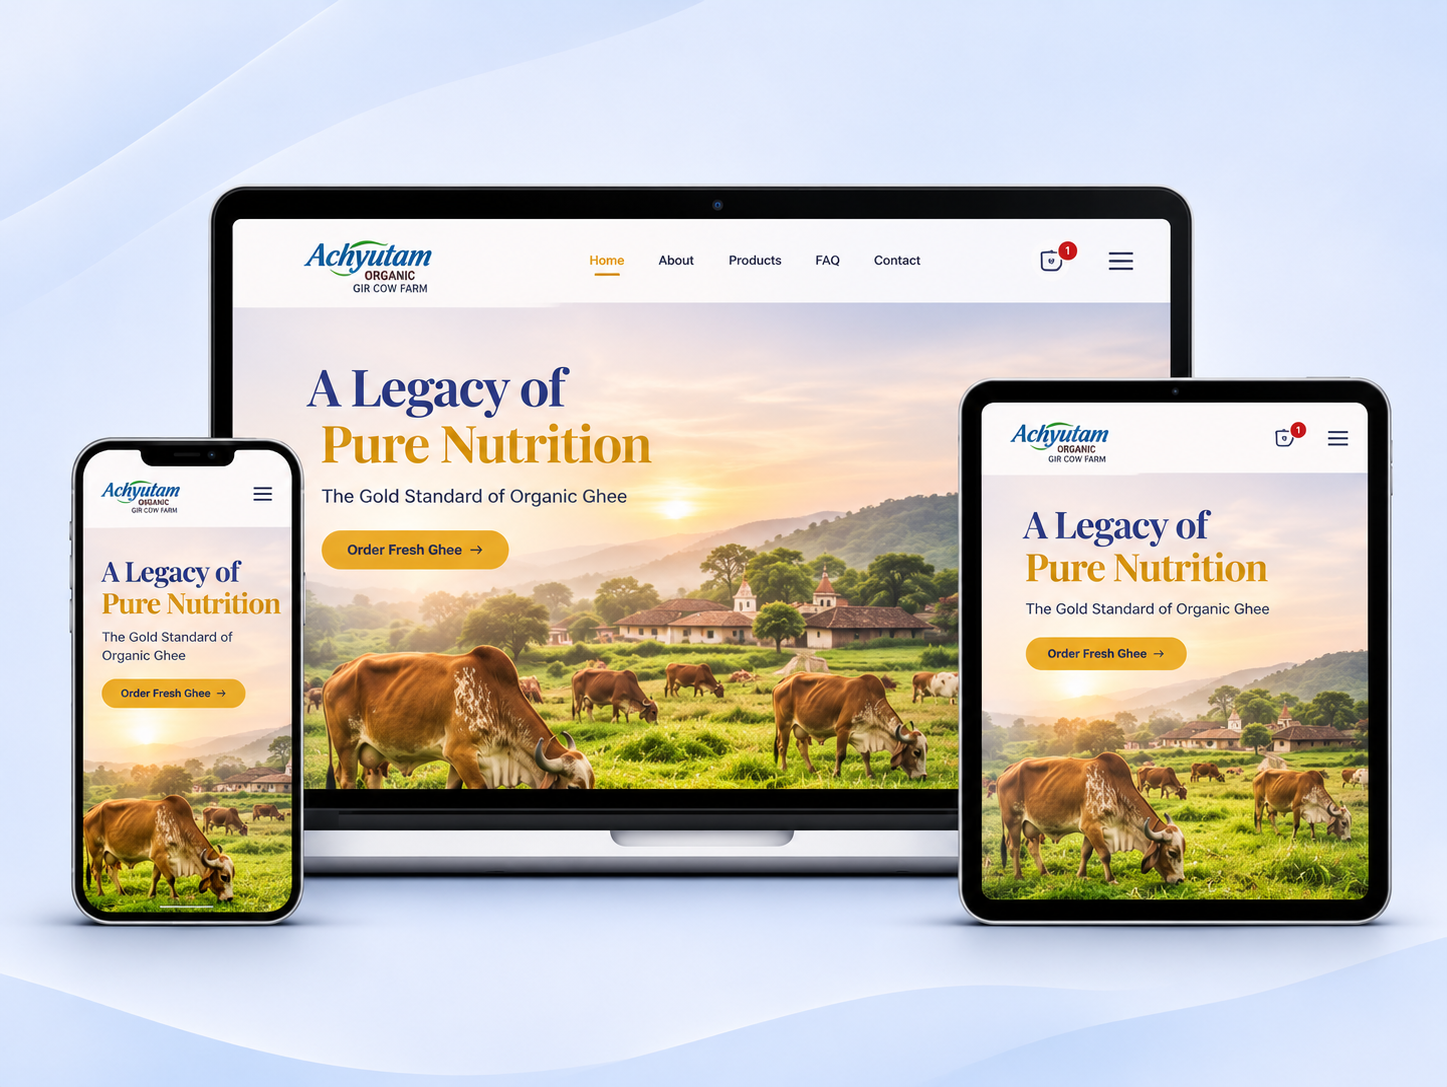 Achyutam
ORGANIC
GIR COW FARM
Home About Products FAQ Contact
1
A Legacy of
Pure Nutrition
The Gold Standard of Organic Ghee
Order Fresh Ghee →
Achyutam
ORGANIC
GIR COW FARM
A Legacy of
Pure Nutrition
The Gold Standard of
Organic Ghee
Order Fresh Ghee →
Achyutam
ORGANIC
GIR COW FARM
1
A Legacy of
Pure Nutrition
The Gold Standard of Organic Ghee
Order Fresh Ghee →